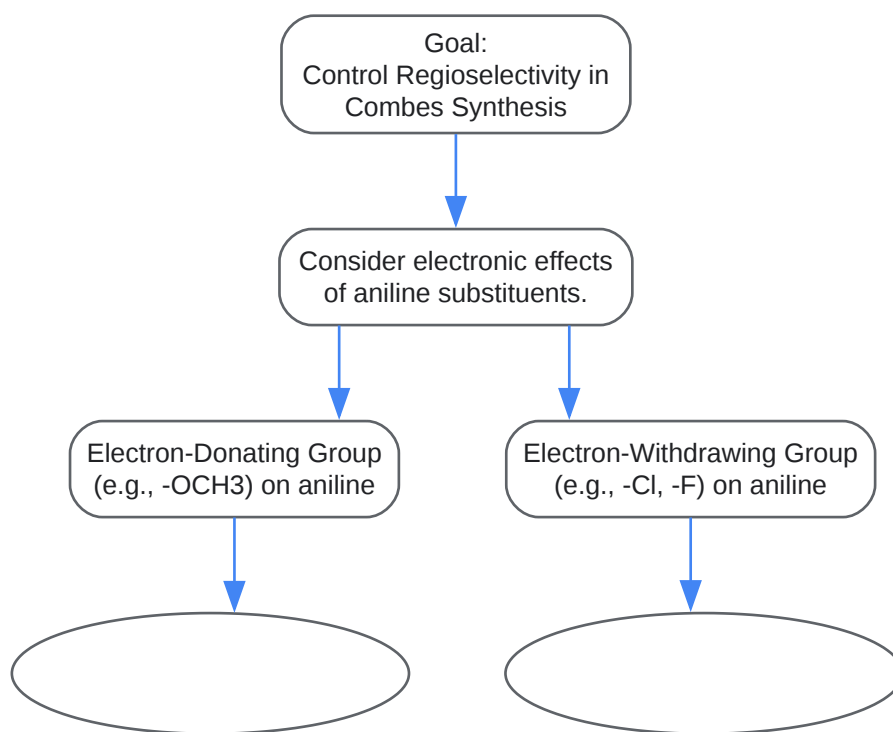 Goal:
Control Regioselectivity in
Combes Synthesis
Consider electronic effects
of aniline substituents.
Electron-Donating Group
(e.g., -OCH3) on aniline
Electron-Withdrawing Group
(e.g., -Cl, -F) on aniline